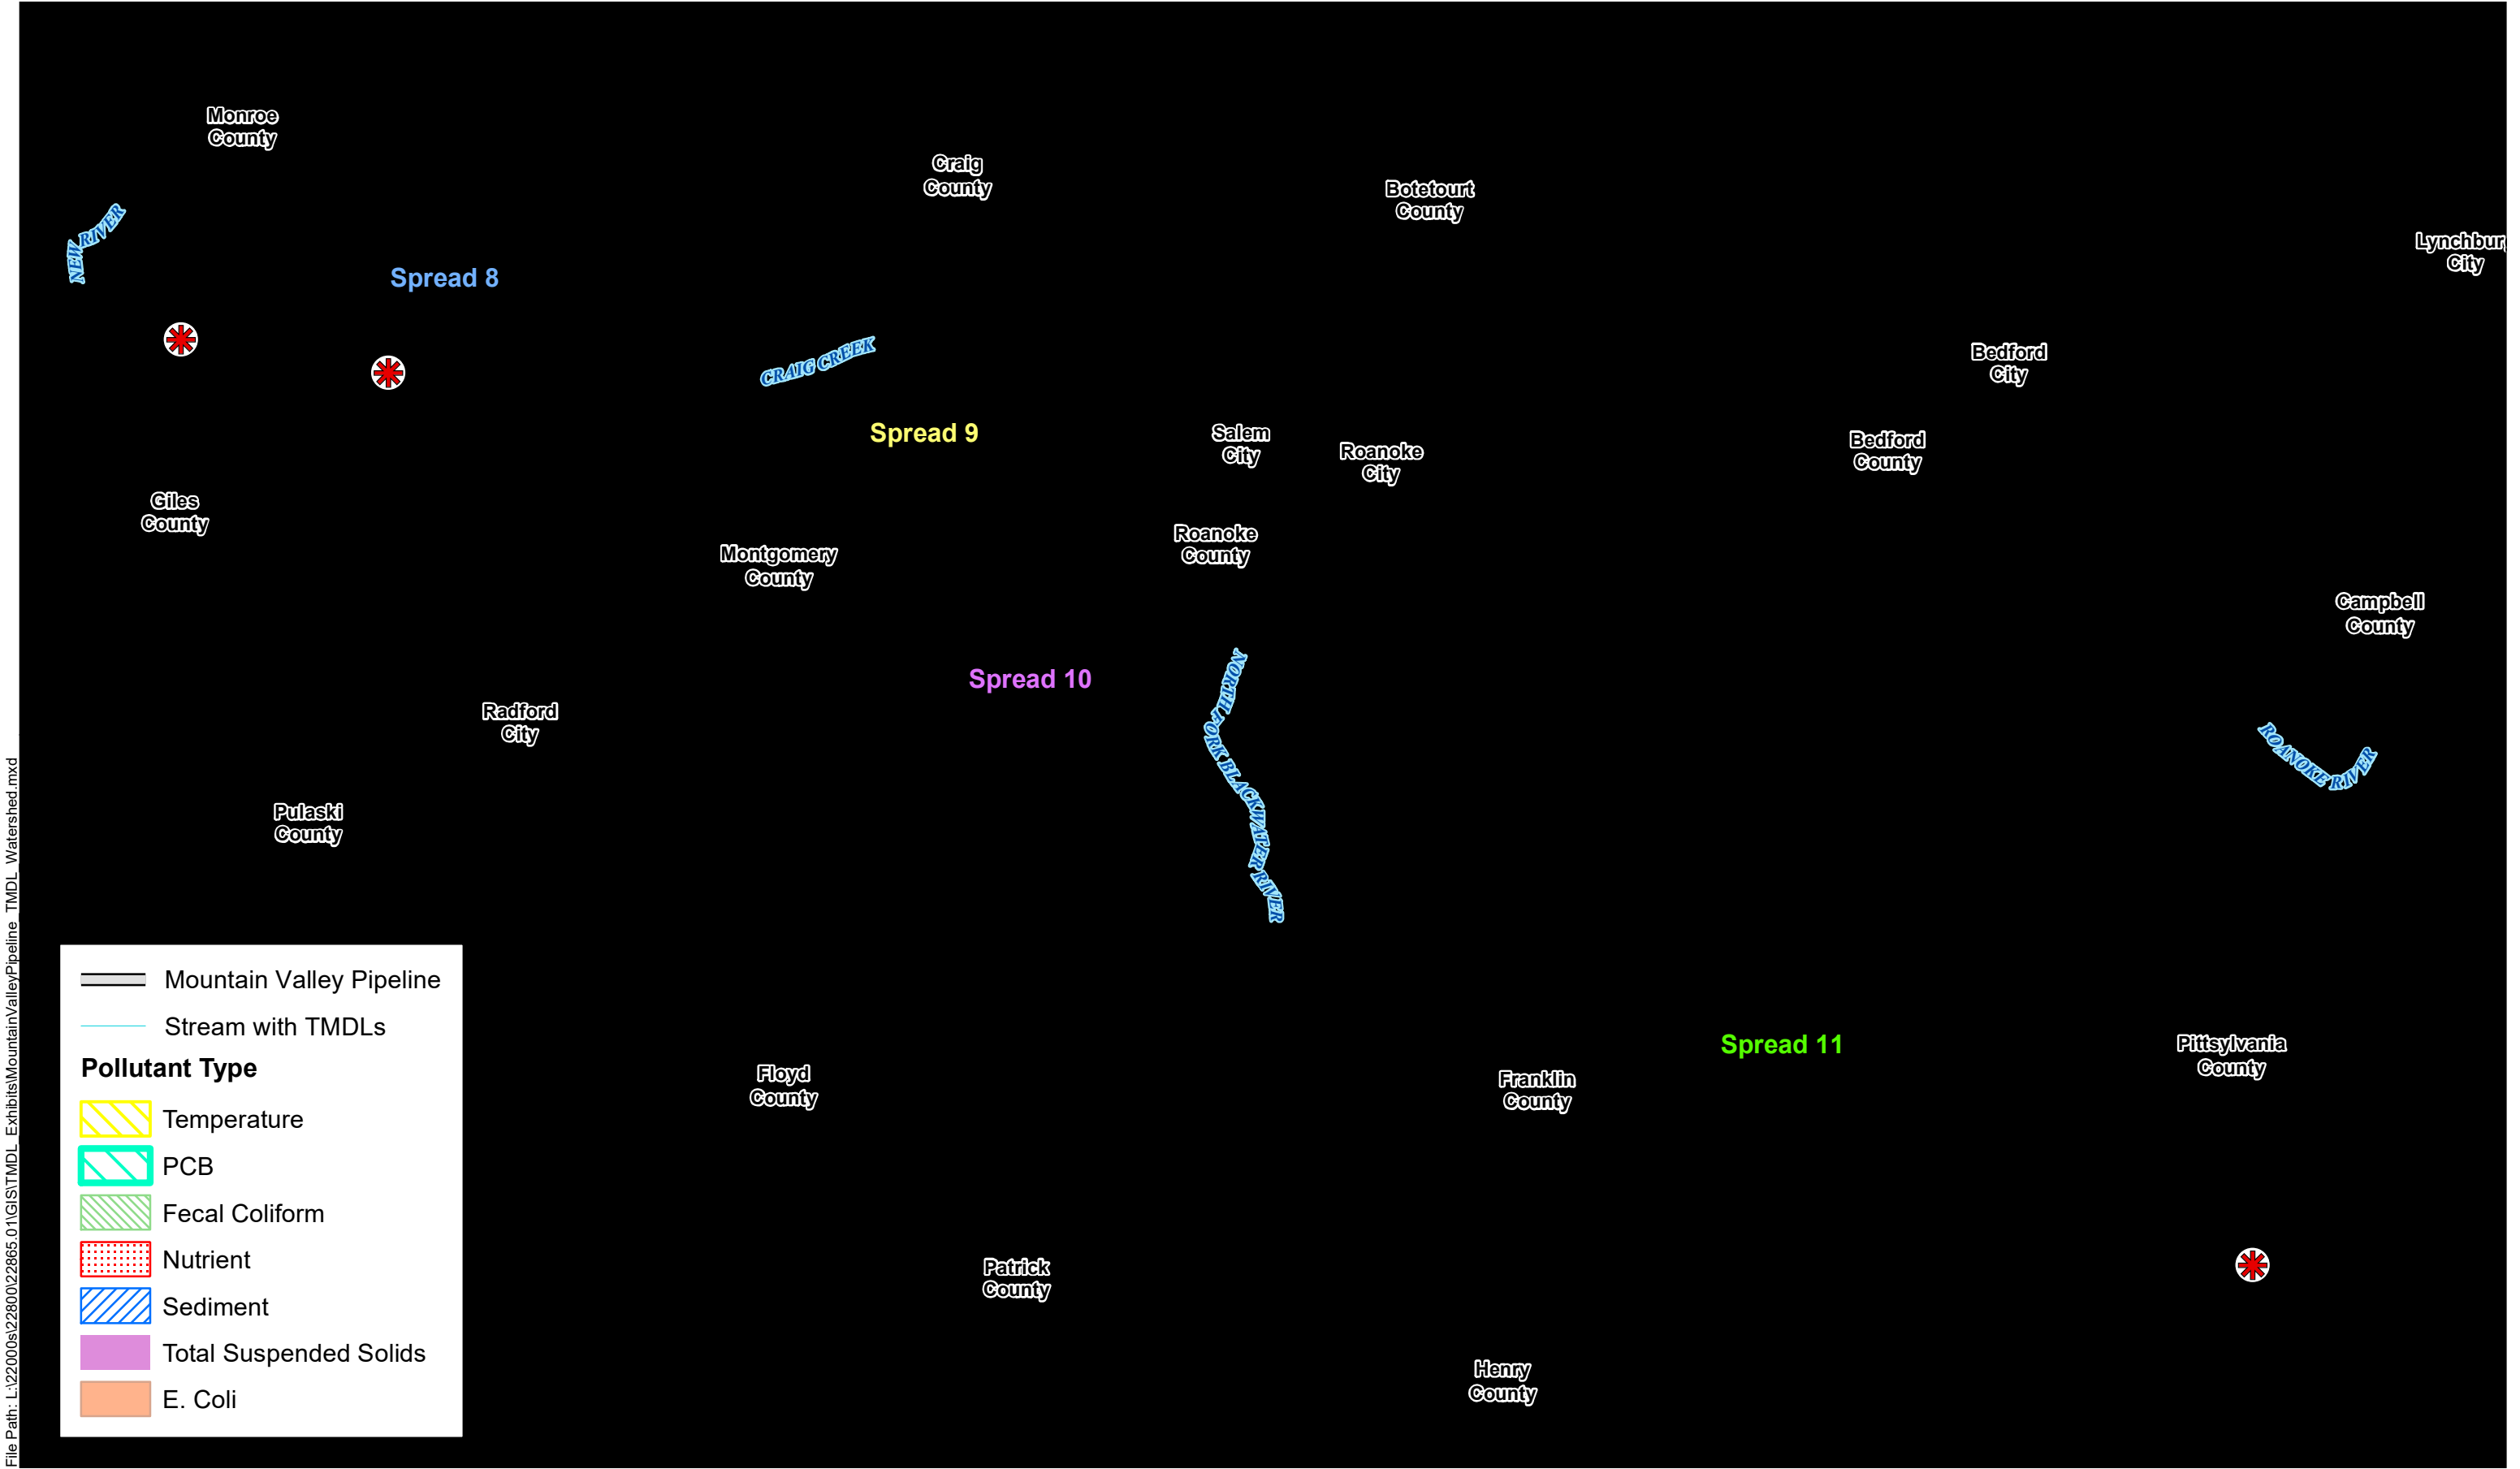 Monroe
County
Craig
County
Botetourt
County
NEW RIVER
Lynchbur
City
Spread 8
CRAIG CREEK
Bedford
City
Spread 9
Salem
City
Roanoke
City
Bedford
County
Giles
County
Roanoke
County
Montgomery
County
Campbell
County
Spread 10
NORTH FORK BLACKWATER RIVER
Radford
City
ROANOKE RIVER
Pulaski
County
Mountain Valley Pipeline
Stream with TMDLs
Pollutant Type
Temperature
PCB
Fecal Coliform
Nutrient
Sediment
Total Suspended Solids
E. Coli
Spread 11
Pittsylvania
County
Floyd
County
Franklin
County
Patrick
County
Henry
County
File Path: L:\22000s\22800\22865.01\GIS\TMDL_Exhibits\MountainValleyPipeline_TMDL_Watershed.mxd